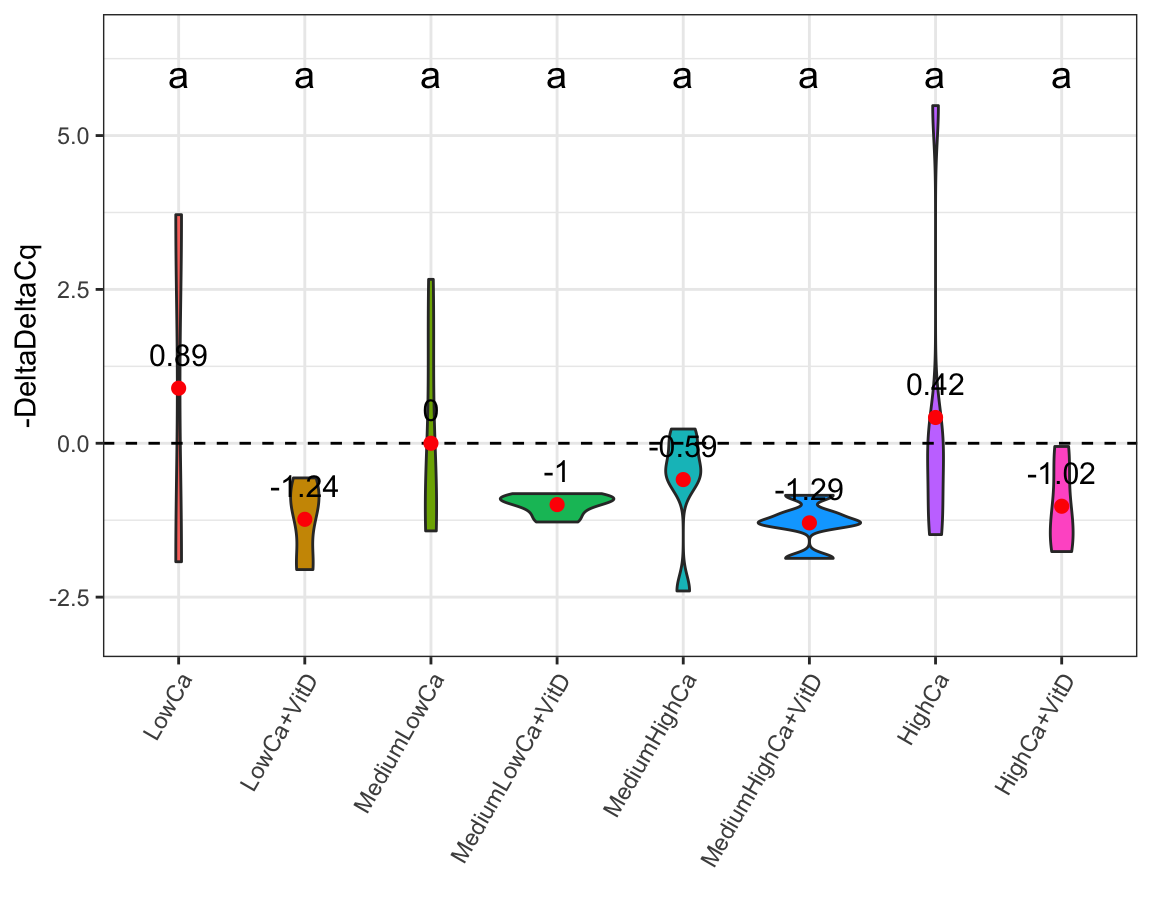 a a a a a a a a
5.0
2.5
0.0
-2.5
-DeltaDeltaCq
0.89
-1.24
0
-1
-0.59
-1.29
0.42
-1.02
LowCa
LowCa+VitD
MediumLowCa
MediumLowCa+VitD
MediumHighCa
MediumHighCa+VitD
HighCa
HighCa+VitD